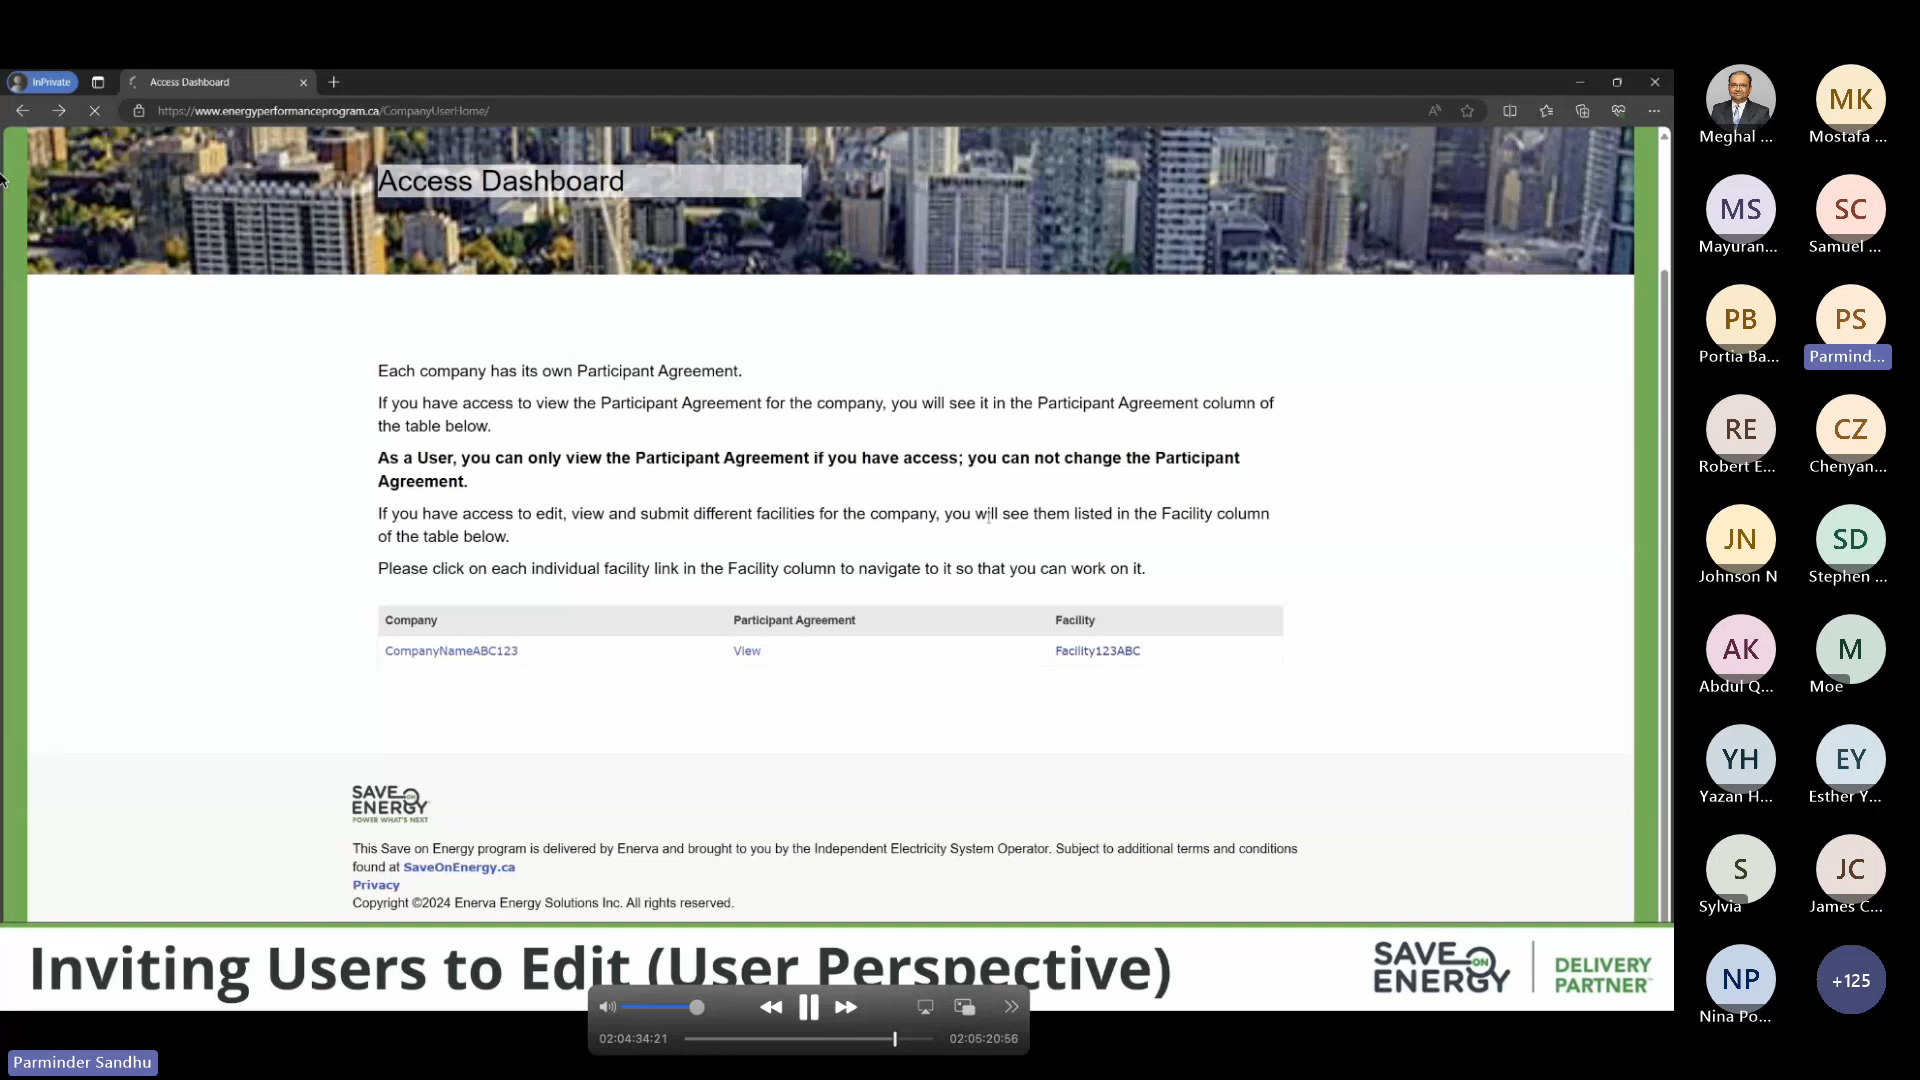 InPrivate
Access Dashboard
https://www.energyperformanceprogram.ca/CompanyUserHome/
Access Dashboard
Each company has its own Participant Agreement.
If you have access to view the Participant Agreement for the company, you will see it in the Participant Agreement column of
the table below.
As a User, you can only view the Participant Agreement if you have access; you can not change the Participant
Agreement.
If you have access to edit, view and submit different facilities for the company, you will see them listed in the Facility column
of the table below.
Please click on each individual facility link in the Facility column to navigate to it so that you can work on it.
Company Participant Agreement Facility
CompanyNameABC123 View Facility123ABC
SAVE ON
ENERGY
POWER WHAT'S NEXT
This Save on Energy program is delivered by Enerva and brought to you by the Independent Electricity System Operator. Subject to additional terms and conditions
found at SaveOnEnergy.ca
Privacy
Copyright ©2024 Enerva Energy Solutions Inc. All rights reserved.
Inviting Users to Edit (User Perspective)
SAVE ON
ENERGY
DELIVERY
PARTNER™
02:04:34:21
02:05:20:56
Parminder Sandhu
Meghal ...
MK
Mostafa ...
MS
Mayuran...
SC
Samuel ...
PB
Portia Ba...
PS
Parmind...
RE
Robert E...
CZ
Chenyan...
JN
Johnson N
SD
Stephen ...
AK
Abdul Q...
M
Moe
YH
Yazan H...
EY
Esther Y...
S
Sylvia
JC
James C...
NP
Nina Po...
+125